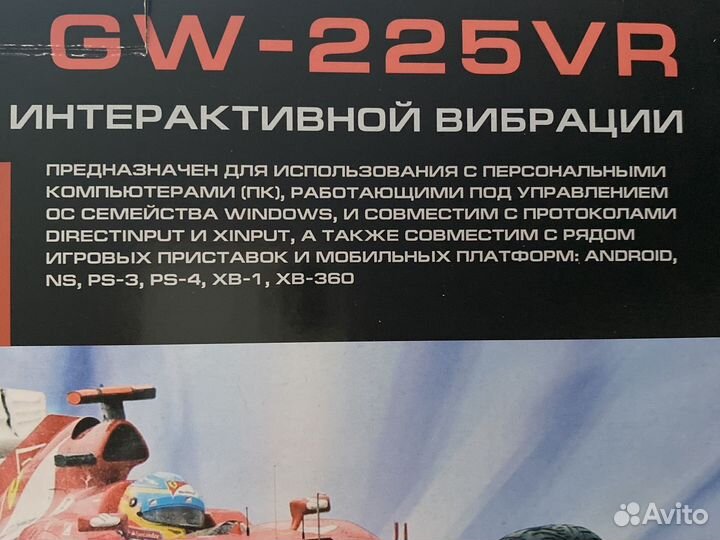 GW-225VR
ИНТЕРАКТИВНОЙ ВИБРАЦИИ
ПРЕДНАЗНАЧЕН ДЛЯ ИСПОЛЬЗОВАНИЯ С ПЕРСОНАЛЬНЫМИ
КОМПЬЮТЕРАМИ (ПК), РАБОТАЮЩИМИ ПОД УПРАВЛЕНИЕМ
ОС СЕМЕЙСТВА WINDOWS, И СОВМЕСТИМ С ПРОТОКОЛАМИ
DIRECTINPUT И XINPUT, А ТАКЖЕ СОВМЕСТИМ С РЯДОМ
ИГРОВЫХ ПРИСТАВОК И МОБИЛЬНЫХ ПЛАТФОРМ: ANDROID,
NS, PS-3, PS-4, XB-1, XB-360
Avito